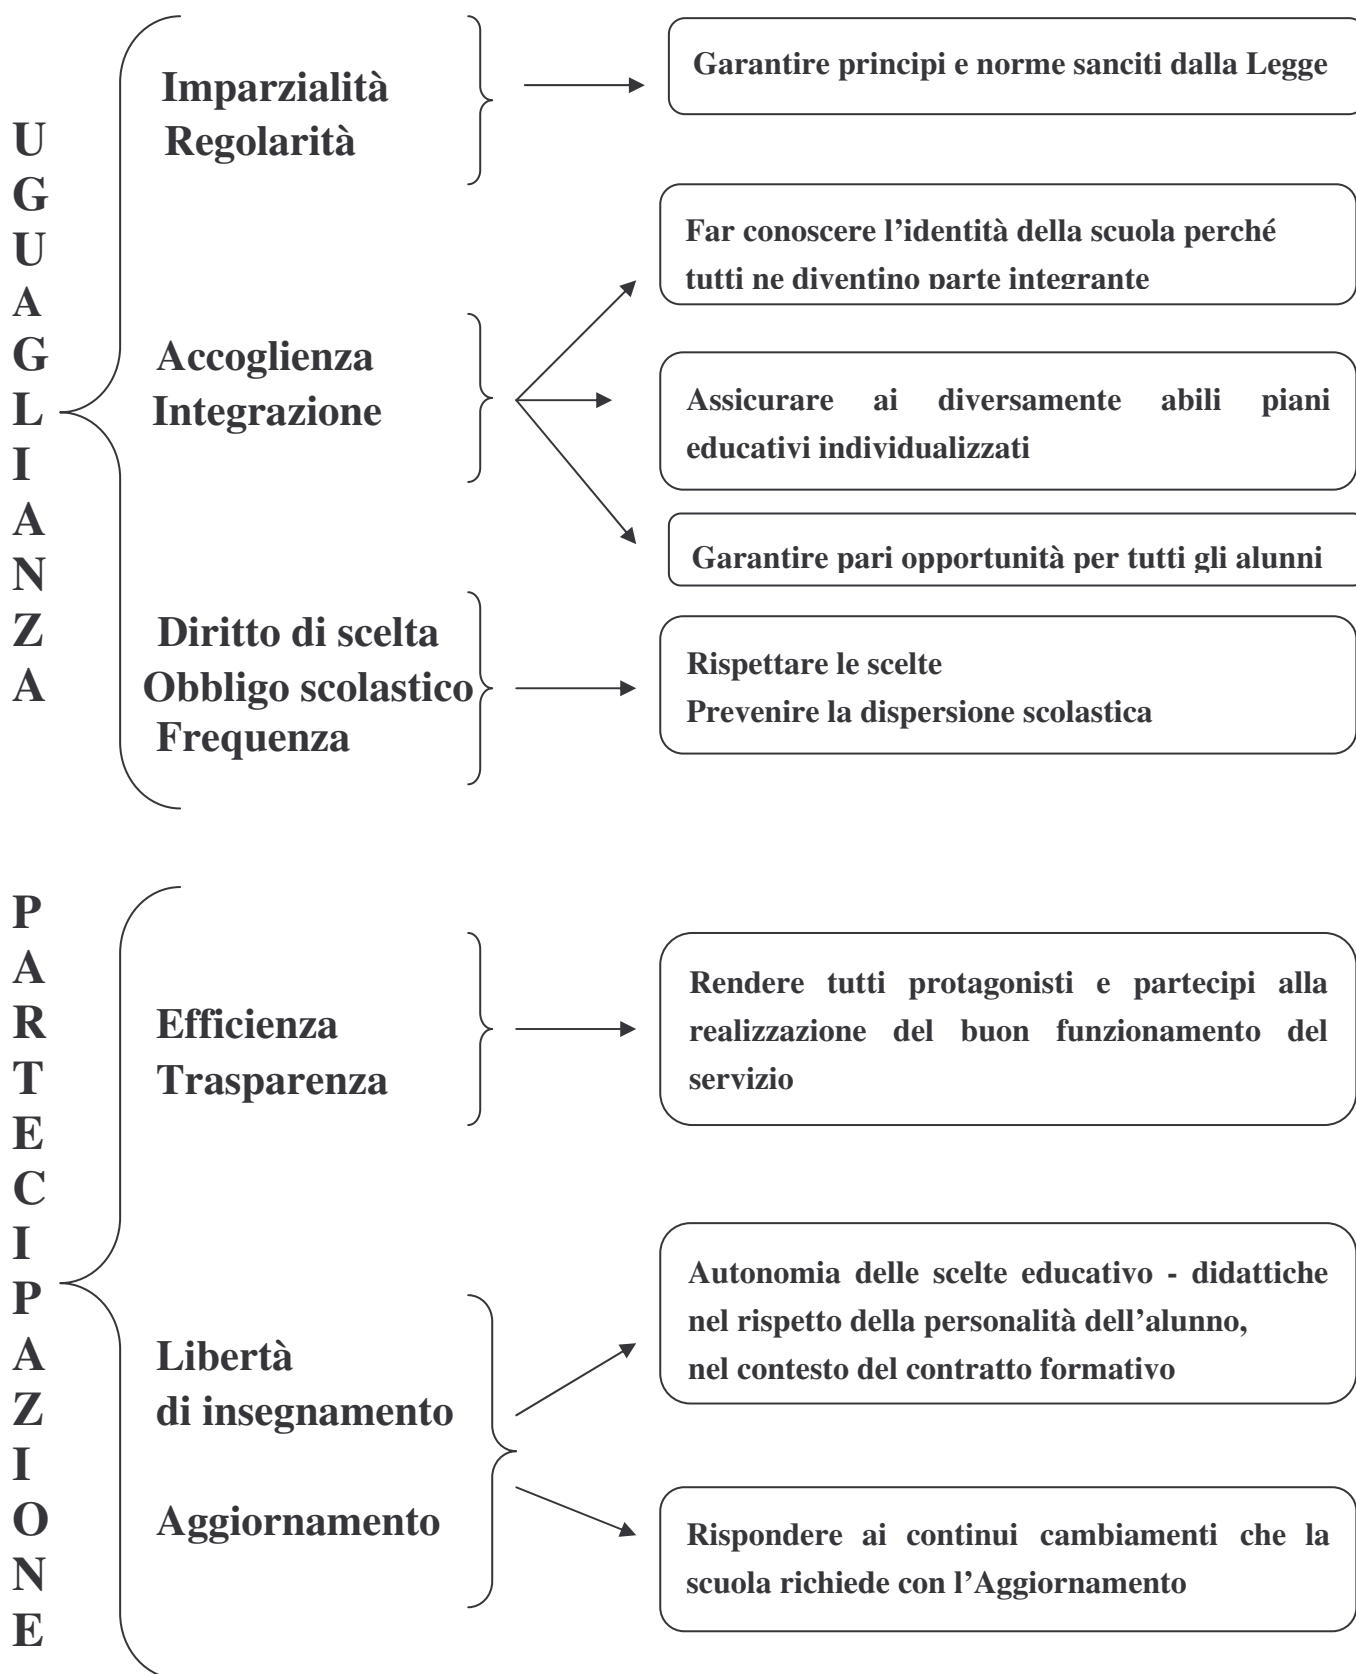 UGUAGLIANZA
Imparzialità
Regolarità
Garantire principi e norme sanciti dalla Legge
Accoglienza
Integrazione
Far conoscere l’identità della scuola perché
tutti ne diventino parte integrante
Assicurare ai diversamente abili piani
educativi individualizzati
Garantire pari opportunità per tutti gli alunni
Diritto di scelta
Obbligo scolastico
Frequenza
Rispettare le scelte
Prevenire la dispersione scolastica
PARTECIPAZIONE
Efficienza
Trasparenza
Rendere tutti protagonisti e partecipi alla
realizzazione del buon funzionamento del
servizio
Libertà
di insegnamento
Aggiornamento
Autonomia delle scelte educativo - didattiche
nel rispetto della personalità dell’alunno,
nel contesto del contratto formativo
Rispondere ai continui cambiamenti che la
scuola richiede con l’Aggiornamento